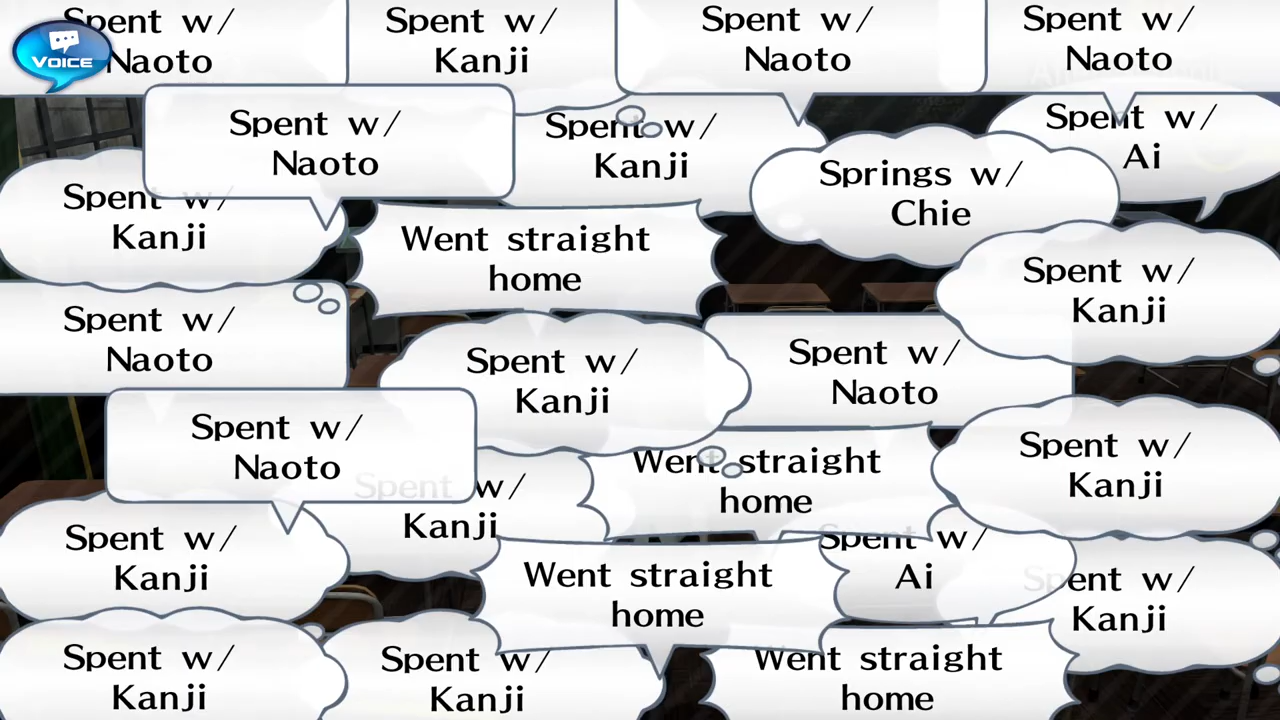 Spent w/
Naoto
Spent w/
Kanji
Spent w/
Naoto
Spent w/
Naoto
VOICE
Spent w/
Naoto
Spent w/
Kanji
Springs w/
Chie
Spent w/
Ai
Spent w/
Kanji
Went straight
home
Spent w/
Kanji
Spent w/
Naoto
Spent w/
Kanji
Spent w/
Naoto
Spent w/
Naoto
Spent w/
Kanji
Went straight
home
Spent w/
Kanji
Spent w/
Kanji
Went straight
home
Spent w/
Ai
Spent w/
Kanji
Spent w/
Kanji
Spent w/
Kanji
Went straight
home